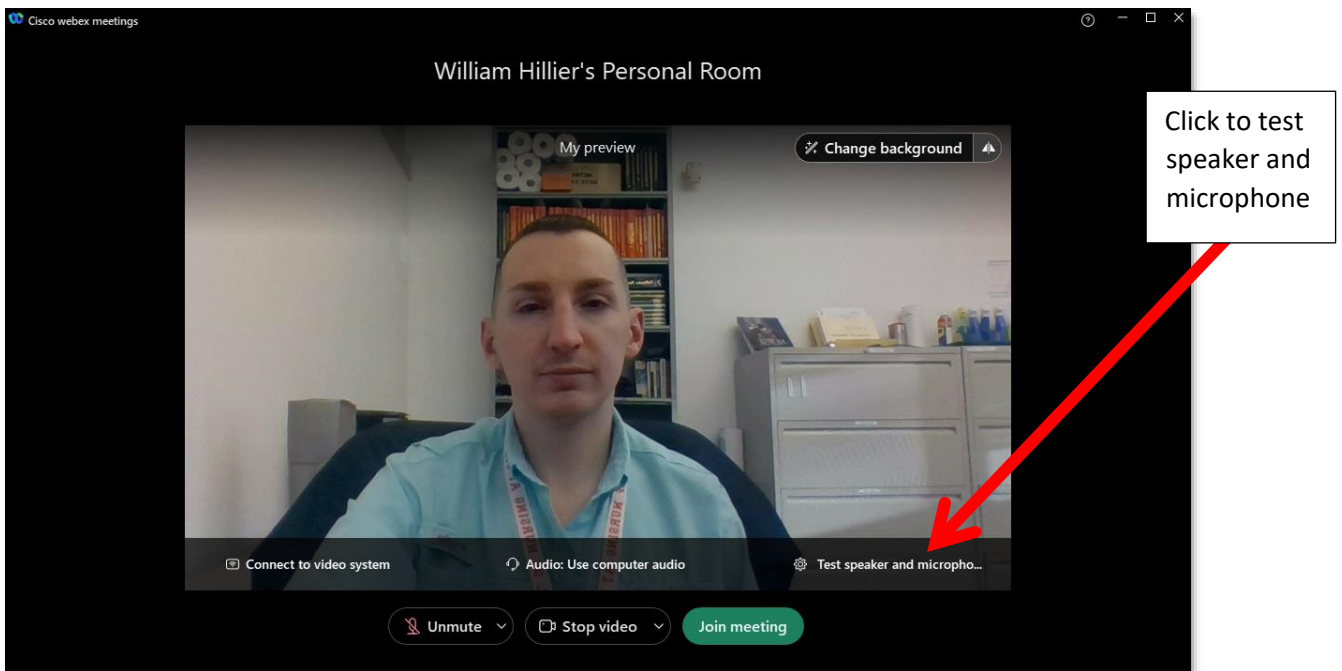 Cisco webex meetings
William Hillier's Personal Room
My preview
Change background
Click to test
speaker and
microphone
Connect to video system
Audio: Use computer audio
Test speaker and micropho...
Unmute
Stop video
Join meeting